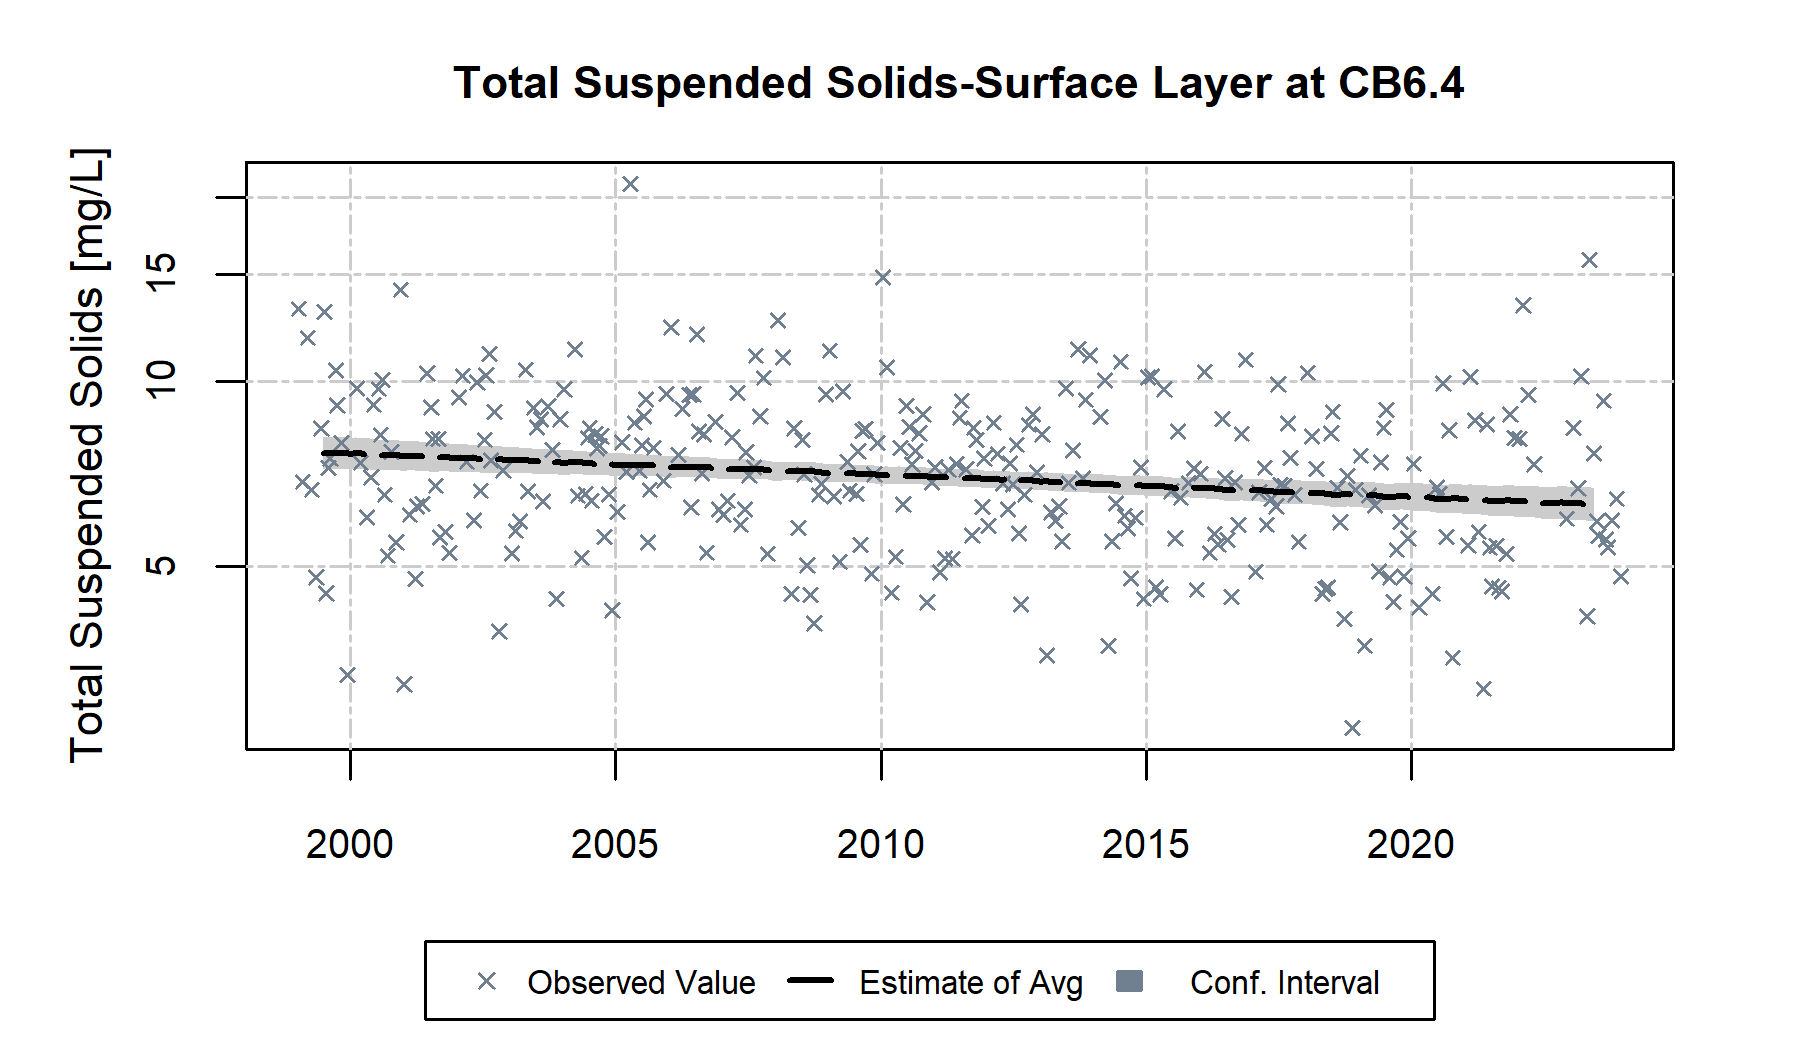 Total Suspended Solids-Surface Layer at CB6.4
Total Suspended Solids [mg/L]
15
10
5
2000 2005 2010 2015 2020
Observed Value Estimate of Avg Conf. Interval